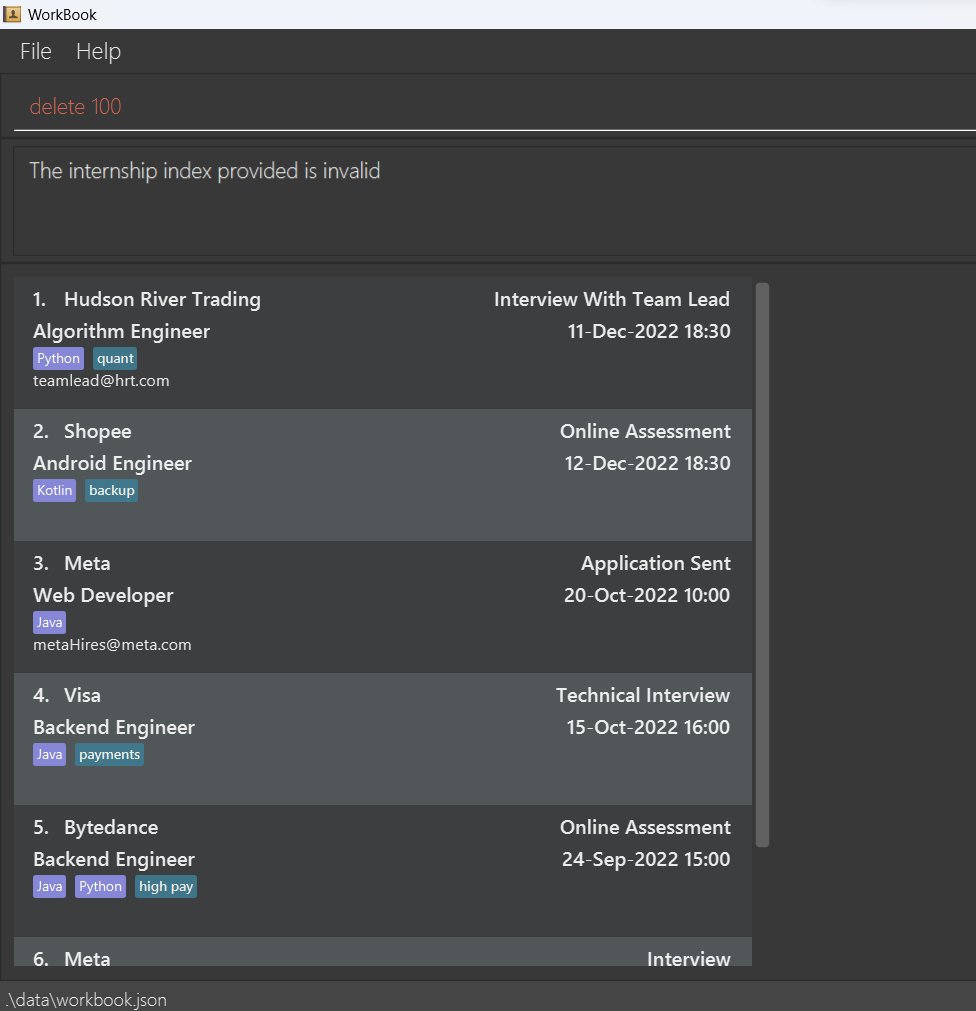 WorkBook
File Help
delete 100
The internship index provided is invalid
1. Hudson River Trading Interview With Team Lead
Algorithm Engineer 11-Dec-2022 18:30
Python quant
teamlead@hrt.com
2. Shopee Online Assessment
Android Engineer 12-Dec-2022 18:30
Kotlin backup
3. Meta Application Sent
Web Developer 20-Oct-2022 10:00
Java
metaHires@meta.com
4. Visa Technical Interview
Backend Engineer 15-Oct-2022 16:00
Java payments
5. Bytedance Online Assessment
Backend Engineer 24-Sep-2022 15:00
Java Python high pay
6. Meta Interview
.\data\workbook.json